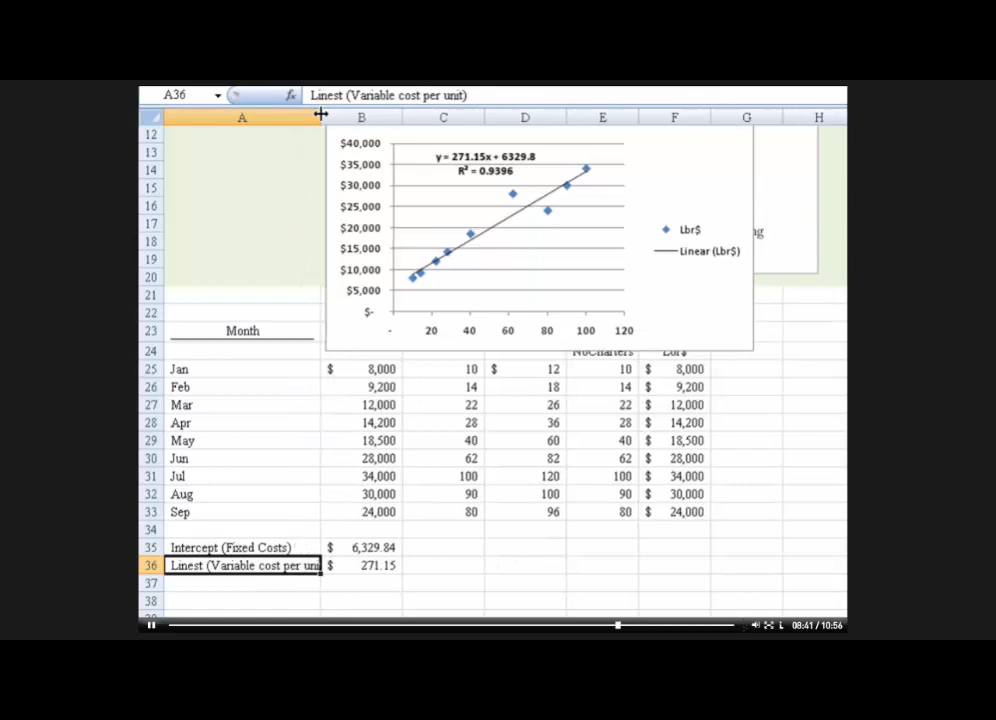 A36 fx Linest (Variable cost per unit)
A B C D E F G H
12 $40,000
13 y = 271.15x + 6329.8
$35,000
14 R² = 0.9396
15 $30,000
16 $25,000
17 $20,000 Lbr$ ng
18 $15,000 Linear (Lbr$)
19 $10,000
20 $5,000
21 $-
22
23 Month - 20 40 60 80 100 120
24 NoCharters Lbr$
25 Jan $ 8,000 10 $ 12 10 $ 8,000
26 Feb 9,200 14 18 14 $ 9,200
27 Mar 12,000 22 26 22 $ 12,000
28 Apr 14,200 28 36 28 $ 14,200
29 May 18,500 40 60 40 $ 18,500
30 Jun 28,000 62 82 62 $ 28,000
31 Jul 34,000 100 120 100 $ 34,000
32 Aug 30,000 90 100 90 $ 30,000
33 Sep 24,000 80 96 80 $ 24,000
34
35 Intercept (Fixed Costs) $ 6,329.84
36 Linest (Variable cost per uni $ 271.15
37
38
08:41 / 10:56